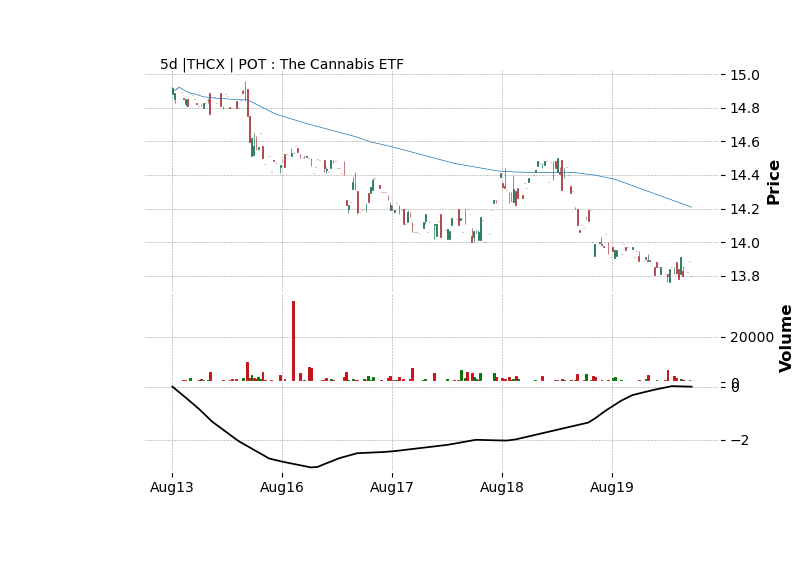 5d |THCX | POT : The Cannabis ETF
15.0
14.8
14.6
14.4
14.2
14.0
13.8
Price
20000
0
Volume
0
−2
Aug13 Aug16 Aug17 Aug18 Aug19